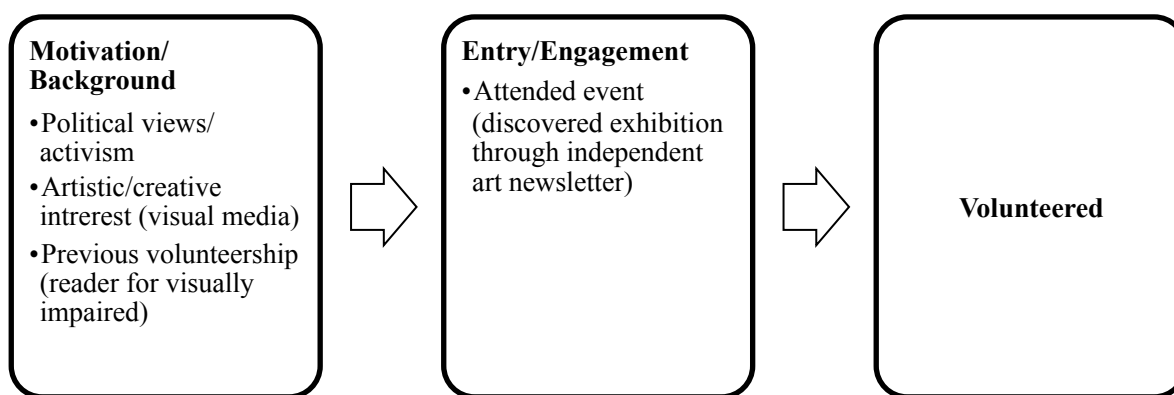 Motivation/
Background
•Political views/
activism
•Artistic/creative
intrerest (visual media)
•Previous volunteership
(reader for visually
impaired)
Entry/Engagement
•Attended event
(discovered exhibition
through independent
art newsletter)
Volunteered